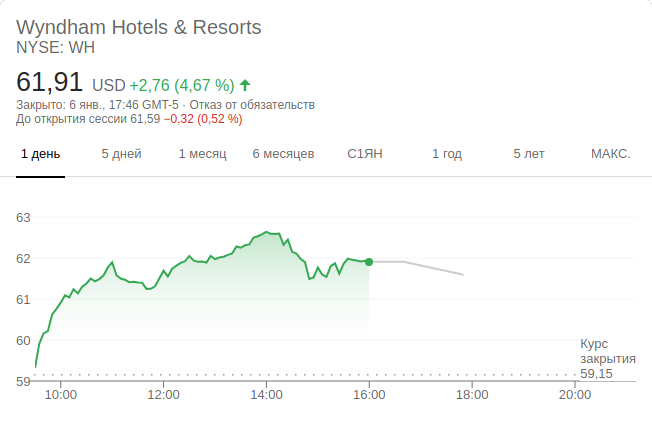 Wyndham Hotels & Resorts
NYSE: WH
61,91 USD +2,76 (4,67 %)
Закрыто: 6 янв., 17:46 GMT-5 · Отказ от обязательств
До открытия сессии 61,59 −0,32 (0,52 %)
1 день 5 дней 1 месяц 6 месяцев С1ЯН 1 год 5 лет МАКС.
63
62
61
60
59
Курс
закрытия
59,15
10:00 12:00 14:00 16:00 18:00 20:00